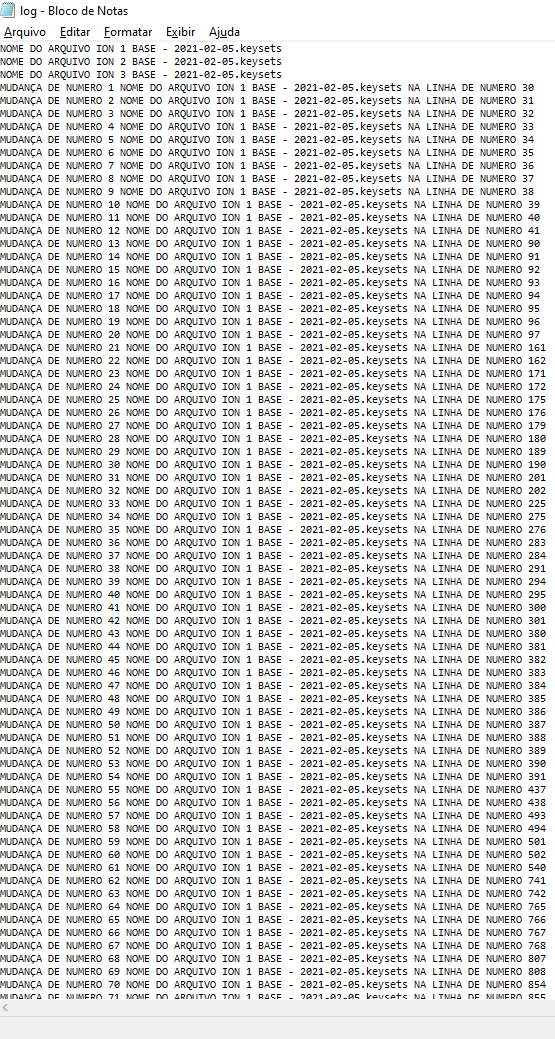 log - Bloco de Notas
Arquivo Editar Formatar Exibir Ajuda
NOME DO ARQUIVO ION 1 BASE - 2021-02-05.keysets
NOME DO ARQUIVO ION 2 BASE - 2021-02-05.keysets
NOME DO ARQUIVO ION 3 BASE - 2021-02-05.keysets
MUDANÇA DE NUMERO 1 NOME DO ARQUIVO ION 1 BASE - 2021-02-05.keysets NA LINHA DE NUMERO 30
MUDANÇA DE NUMERO 2 NOME DO ARQUIVO ION 1 BASE - 2021-02-05.keysets NA LINHA DE NUMERO 31
MUDANÇA DE NUMERO 3 NOME DO ARQUIVO ION 1 BASE - 2021-02-05.keysets NA LINHA DE NUMERO 32
MUDANÇA DE NUMERO 4 NOME DO ARQUIVO ION 1 BASE - 2021-02-05.keysets NA LINHA DE NUMERO 33
MUDANÇA DE NUMERO 5 NOME DO ARQUIVO ION 1 BASE - 2021-02-05.keysets NA LINHA DE NUMERO 34
MUDANÇA DE NUMERO 6 NOME DO ARQUIVO ION 1 BASE - 2021-02-05.keysets NA LINHA DE NUMERO 35
MUDANÇA DE NUMERO 7 NOME DO ARQUIVO ION 1 BASE - 2021-02-05.keysets NA LINHA DE NUMERO 36
MUDANÇA DE NUMERO 8 NOME DO ARQUIVO ION 1 BASE - 2021-02-05.keysets NA LINHA DE NUMERO 37
MUDANÇA DE NUMERO 9 NOME DO ARQUIVO ION 1 BASE - 2021-02-05.keysets NA LINHA DE NUMERO 38
MUDANÇA DE NUMERO 10 NOME DO ARQUIVO ION 1 BASE - 2021-02-05.keysets NA LINHA DE NUMERO 39
MUDANÇA DE NUMERO 11 NOME DO ARQUIVO ION 1 BASE - 2021-02-05.keysets NA LINHA DE NUMERO 40
MUDANÇA DE NUMERO 12 NOME DO ARQUIVO ION 1 BASE - 2021-02-05.keysets NA LINHA DE NUMERO 41
MUDANÇA DE NUMERO 13 NOME DO ARQUIVO ION 1 BASE - 2021-02-05.keysets NA LINHA DE NUMERO 90
MUDANÇA DE NUMERO 14 NOME DO ARQUIVO ION 1 BASE - 2021-02-05.keysets NA LINHA DE NUMERO 91
MUDANÇA DE NUMERO 15 NOME DO ARQUIVO ION 1 BASE - 2021-02-05.keysets NA LINHA DE NUMERO 92
MUDANÇA DE NUMERO 16 NOME DO ARQUIVO ION 1 BASE - 2021-02-05.keysets NA LINHA DE NUMERO 93
MUDANÇA DE NUMERO 17 NOME DO ARQUIVO ION 1 BASE - 2021-02-05.keysets NA LINHA DE NUMERO 94
MUDANÇA DE NUMERO 18 NOME DO ARQUIVO ION 1 BASE - 2021-02-05.keysets NA LINHA DE NUMERO 95
MUDANÇA DE NUMERO 19 NOME DO ARQUIVO ION 1 BASE - 2021-02-05.keysets NA LINHA DE NUMERO 96
MUDANÇA DE NUMERO 20 NOME DO ARQUIVO ION 1 BASE - 2021-02-05.keysets NA LINHA DE NUMERO 97
MUDANÇA DE NUMERO 21 NOME DO ARQUIVO ION 1 BASE - 2021-02-05.keysets NA LINHA DE NUMERO 161
MUDANÇA DE NUMERO 22 NOME DO ARQUIVO ION 1 BASE - 2021-02-05.keysets NA LINHA DE NUMERO 162
MUDANÇA DE NUMERO 23 NOME DO ARQUIVO ION 1 BASE - 2021-02-05.keysets NA LINHA DE NUMERO 171
MUDANÇA DE NUMERO 24 NOME DO ARQUIVO ION 1 BASE - 2021-02-05.keysets NA LINHA DE NUMERO 172
MUDANÇA DE NUMERO 25 NOME DO ARQUIVO ION 1 BASE - 2021-02-05.keysets NA LINHA DE NUMERO 175
MUDANÇA DE NUMERO 26 NOME DO ARQUIVO ION 1 BASE - 2021-02-05.keysets NA LINHA DE NUMERO 176
MUDANÇA DE NUMERO 27 NOME DO ARQUIVO ION 1 BASE - 2021-02-05.keysets NA LINHA DE NUMERO 179
MUDANÇA DE NUMERO 28 NOME DO ARQUIVO ION 1 BASE - 2021-02-05.keysets NA LINHA DE NUMERO 180
MUDANÇA DE NUMERO 29 NOME DO ARQUIVO ION 1 BASE - 2021-02-05.keysets NA LINHA DE NUMERO 189
MUDANÇA DE NUMERO 30 NOME DO ARQUIVO ION 1 BASE - 2021-02-05.keysets NA LINHA DE NUMERO 190
MUDANÇA DE NUMERO 31 NOME DO ARQUIVO ION 1 BASE - 2021-02-05.keysets NA LINHA DE NUMERO 201
MUDANÇA DE NUMERO 32 NOME DO ARQUIVO ION 1 BASE - 2021-02-05.keysets NA LINHA DE NUMERO 202
MUDANÇA DE NUMERO 33 NOME DO ARQUIVO ION 1 BASE - 2021-02-05.keysets NA LINHA DE NUMERO 225
MUDANÇA DE NUMERO 34 NOME DO ARQUIVO ION 1 BASE - 2021-02-05.keysets NA LINHA DE NUMERO 275
MUDANÇA DE NUMERO 35 NOME DO ARQUIVO ION 1 BASE - 2021-02-05.keysets NA LINHA DE NUMERO 276
MUDANÇA DE NUMERO 36 NOME DO ARQUIVO ION 1 BASE - 2021-02-05.keysets NA LINHA DE NUMERO 283
MUDANÇA DE NUMERO 37 NOME DO ARQUIVO ION 1 BASE - 2021-02-05.keysets NA LINHA DE NUMERO 284
MUDANÇA DE NUMERO 38 NOME DO ARQUIVO ION 1 BASE - 2021-02-05.keysets NA LINHA DE NUMERO 291
MUDANÇA DE NUMERO 39 NOME DO ARQUIVO ION 1 BASE - 2021-02-05.keysets NA LINHA DE NUMERO 294
MUDANÇA DE NUMERO 40 NOME DO ARQUIVO ION 1 BASE - 2021-02-05.keysets NA LINHA DE NUMERO 295
MUDANÇA DE NUMERO 41 NOME DO ARQUIVO ION 1 BASE - 2021-02-05.keysets NA LINHA DE NUMERO 300
MUDANÇA DE NUMERO 42 NOME DO ARQUIVO ION 1 BASE - 2021-02-05.keysets NA LINHA DE NUMERO 301
MUDANÇA DE NUMERO 43 NOME DO ARQUIVO ION 1 BASE - 2021-02-05.keysets NA LINHA DE NUMERO 380
MUDANÇA DE NUMERO 44 NOME DO ARQUIVO ION 1 BASE - 2021-02-05.keysets NA LINHA DE NUMERO 381
MUDANÇA DE NUMERO 45 NOME DO ARQUIVO ION 1 BASE - 2021-02-05.keysets NA LINHA DE NUMERO 382
MUDANÇA DE NUMERO 46 NOME DO ARQUIVO ION 1 BASE - 2021-02-05.keysets NA LINHA DE NUMERO 383
MUDANÇA DE NUMERO 47 NOME DO ARQUIVO ION 1 BASE - 2021-02-05.keysets NA LINHA DE NUMERO 384
MUDANÇA DE NUMERO 48 NOME DO ARQUIVO ION 1 BASE - 2021-02-05.keysets NA LINHA DE NUMERO 385
MUDANÇA DE NUMERO 49 NOME DO ARQUIVO ION 1 BASE - 2021-02-05.keysets NA LINHA DE NUMERO 386
MUDANÇA DE NUMERO 50 NOME DO ARQUIVO ION 1 BASE - 2021-02-05.keysets NA LINHA DE NUMERO 387
MUDANÇA DE NUMERO 51 NOME DO ARQUIVO ION 1 BASE - 2021-02-05.keysets NA LINHA DE NUMERO 388
MUDANÇA DE NUMERO 52 NOME DO ARQUIVO ION 1 BASE - 2021-02-05.keysets NA LINHA DE NUMERO 389
MUDANÇA DE NUMERO 53 NOME DO ARQUIVO ION 1 BASE - 2021-02-05.keysets NA LINHA DE NUMERO 390
MUDANÇA DE NUMERO 54 NOME DO ARQUIVO ION 1 BASE - 2021-02-05.keysets NA LINHA DE NUMERO 391
MUDANÇA DE NUMERO 55 NOME DO ARQUIVO ION 1 BASE - 2021-02-05.keysets NA LINHA DE NUMERO 437
MUDANÇA DE NUMERO 56 NOME DO ARQUIVO ION 1 BASE - 2021-02-05.keysets NA LINHA DE NUMERO 438
MUDANÇA DE NUMERO 57 NOME DO ARQUIVO ION 1 BASE - 2021-02-05.keysets NA LINHA DE NUMERO 493
MUDANÇA DE NUMERO 58 NOME DO ARQUIVO ION 1 BASE - 2021-02-05.keysets NA LINHA DE NUMERO 494
MUDANÇA DE NUMERO 59 NOME DO ARQUIVO ION 1 BASE - 2021-02-05.keysets NA LINHA DE NUMERO 501
MUDANÇA DE NUMERO 60 NOME DO ARQUIVO ION 1 BASE - 2021-02-05.keysets NA LINHA DE NUMERO 502
MUDANÇA DE NUMERO 61 NOME DO ARQUIVO ION 1 BASE - 2021-02-05.keysets NA LINHA DE NUMERO 540
MUDANÇA DE NUMERO 62 NOME DO ARQUIVO ION 1 BASE - 2021-02-05.keysets NA LINHA DE NUMERO 741
MUDANÇA DE NUMERO 63 NOME DO ARQUIVO ION 1 BASE - 2021-02-05.keysets NA LINHA DE NUMERO 742
MUDANÇA DE NUMERO 64 NOME DO ARQUIVO ION 1 BASE - 2021-02-05.keysets NA LINHA DE NUMERO 765
MUDANÇA DE NUMERO 65 NOME DO ARQUIVO ION 1 BASE - 2021-02-05.keysets NA LINHA DE NUMERO 766
MUDANÇA DE NUMERO 66 NOME DO ARQUIVO ION 1 BASE - 2021-02-05.keysets NA LINHA DE NUMERO 767
MUDANÇA DE NUMERO 67 NOME DO ARQUIVO ION 1 BASE - 2021-02-05.keysets NA LINHA DE NUMERO 768
MUDANÇA DE NUMERO 68 NOME DO ARQUIVO ION 1 BASE - 2021-02-05.keysets NA LINHA DE NUMERO 807
MUDANÇA DE NUMERO 69 NOME DO ARQUIVO ION 1 BASE - 2021-02-05.keysets NA LINHA DE NUMERO 808
MUDANÇA DE NUMERO 70 NOME DO ARQUIVO ION 1 BASE - 2021-02-05.keysets NA LINHA DE NUMERO 854
MUDANÇA DE NUMERO 71 NOME DO ARQUIVO ION 1 BASE - 2021-02-05.keysets NA LINHA DE NUMERO 855